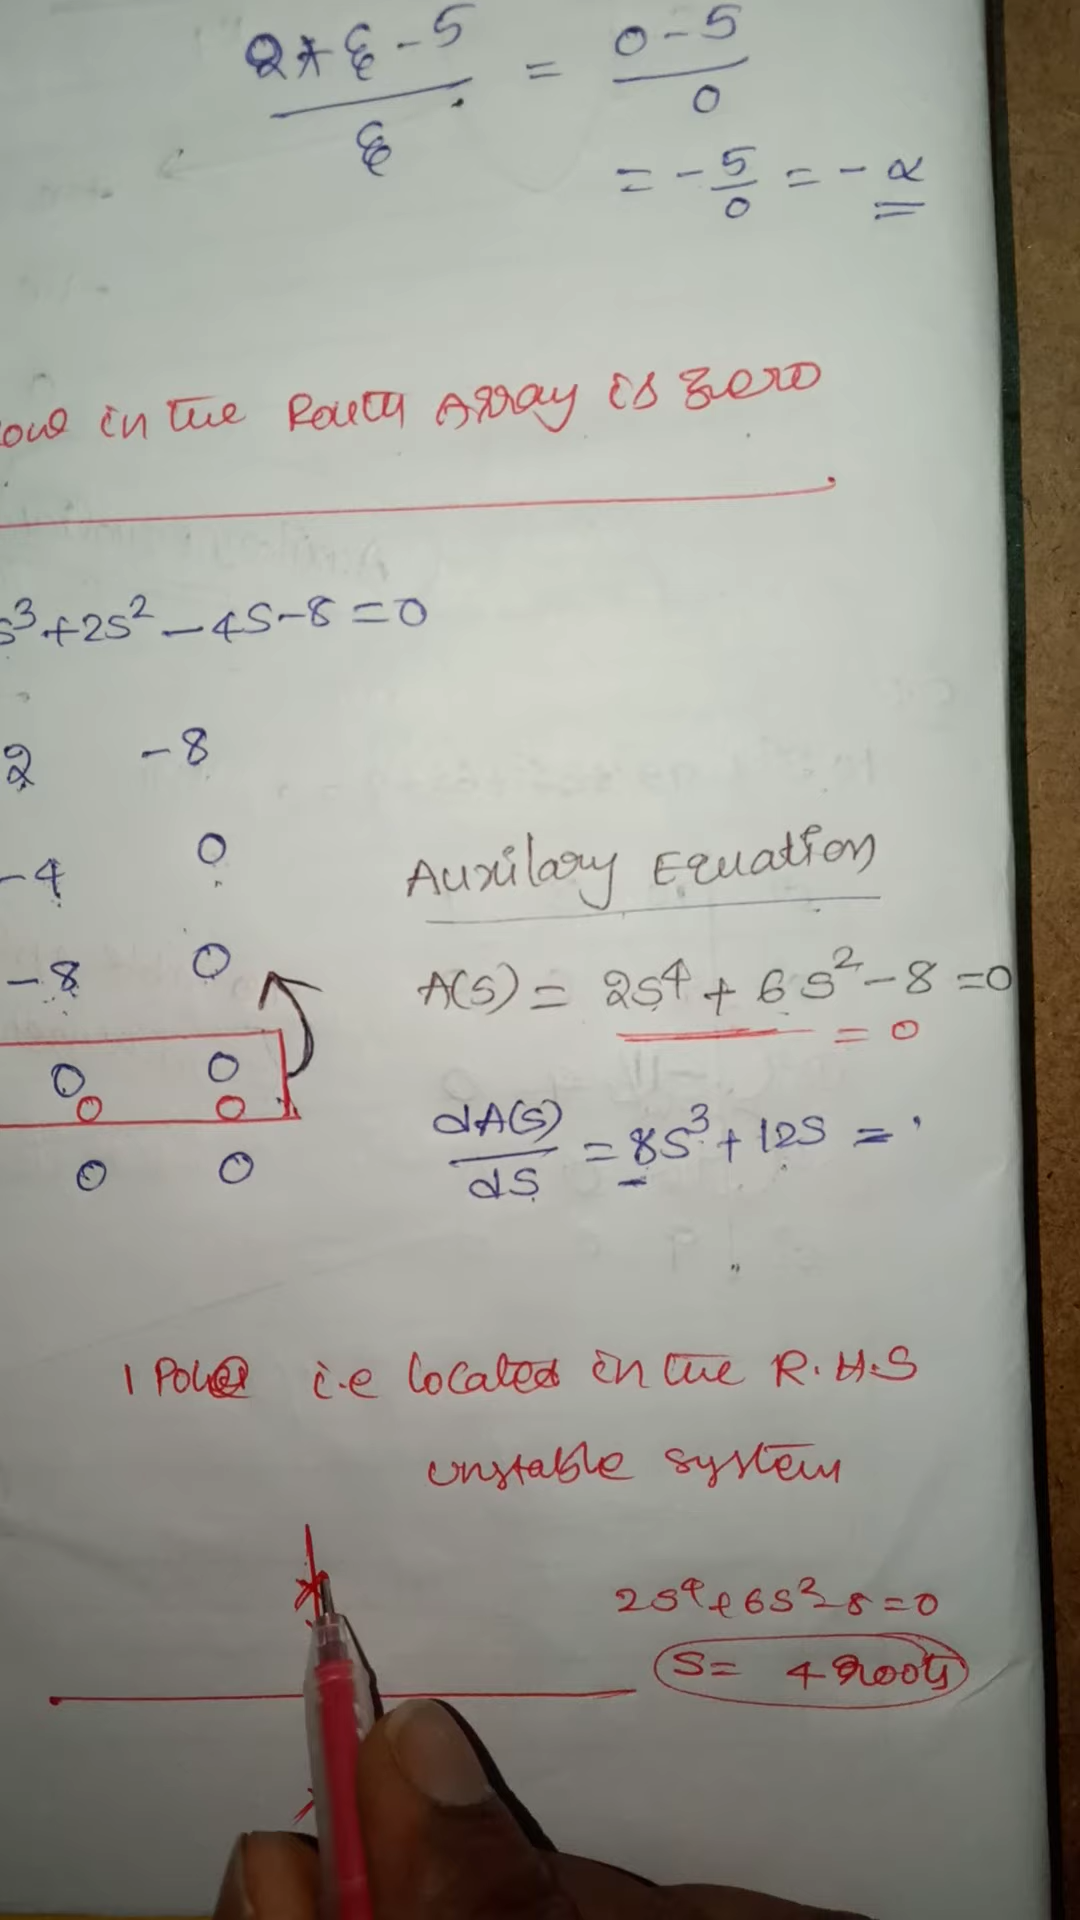 2*ε-5 / ε = 0-5 / 0
= -5/0 = -α
in the Routh Array is zero
s³+2s²-4s-8=0
2 -8
-4 0
-8 0
Auxilary Equation
A(S) = 2s⁴ + 6s² - 8 = 0
= 0
0 0
0 0
dA(S)/ds = 8s³+12s =
0 0
1 Pole i.e located in the R.H.S
unstable system
2s⁴+6s²-8=0
S= 4 roots